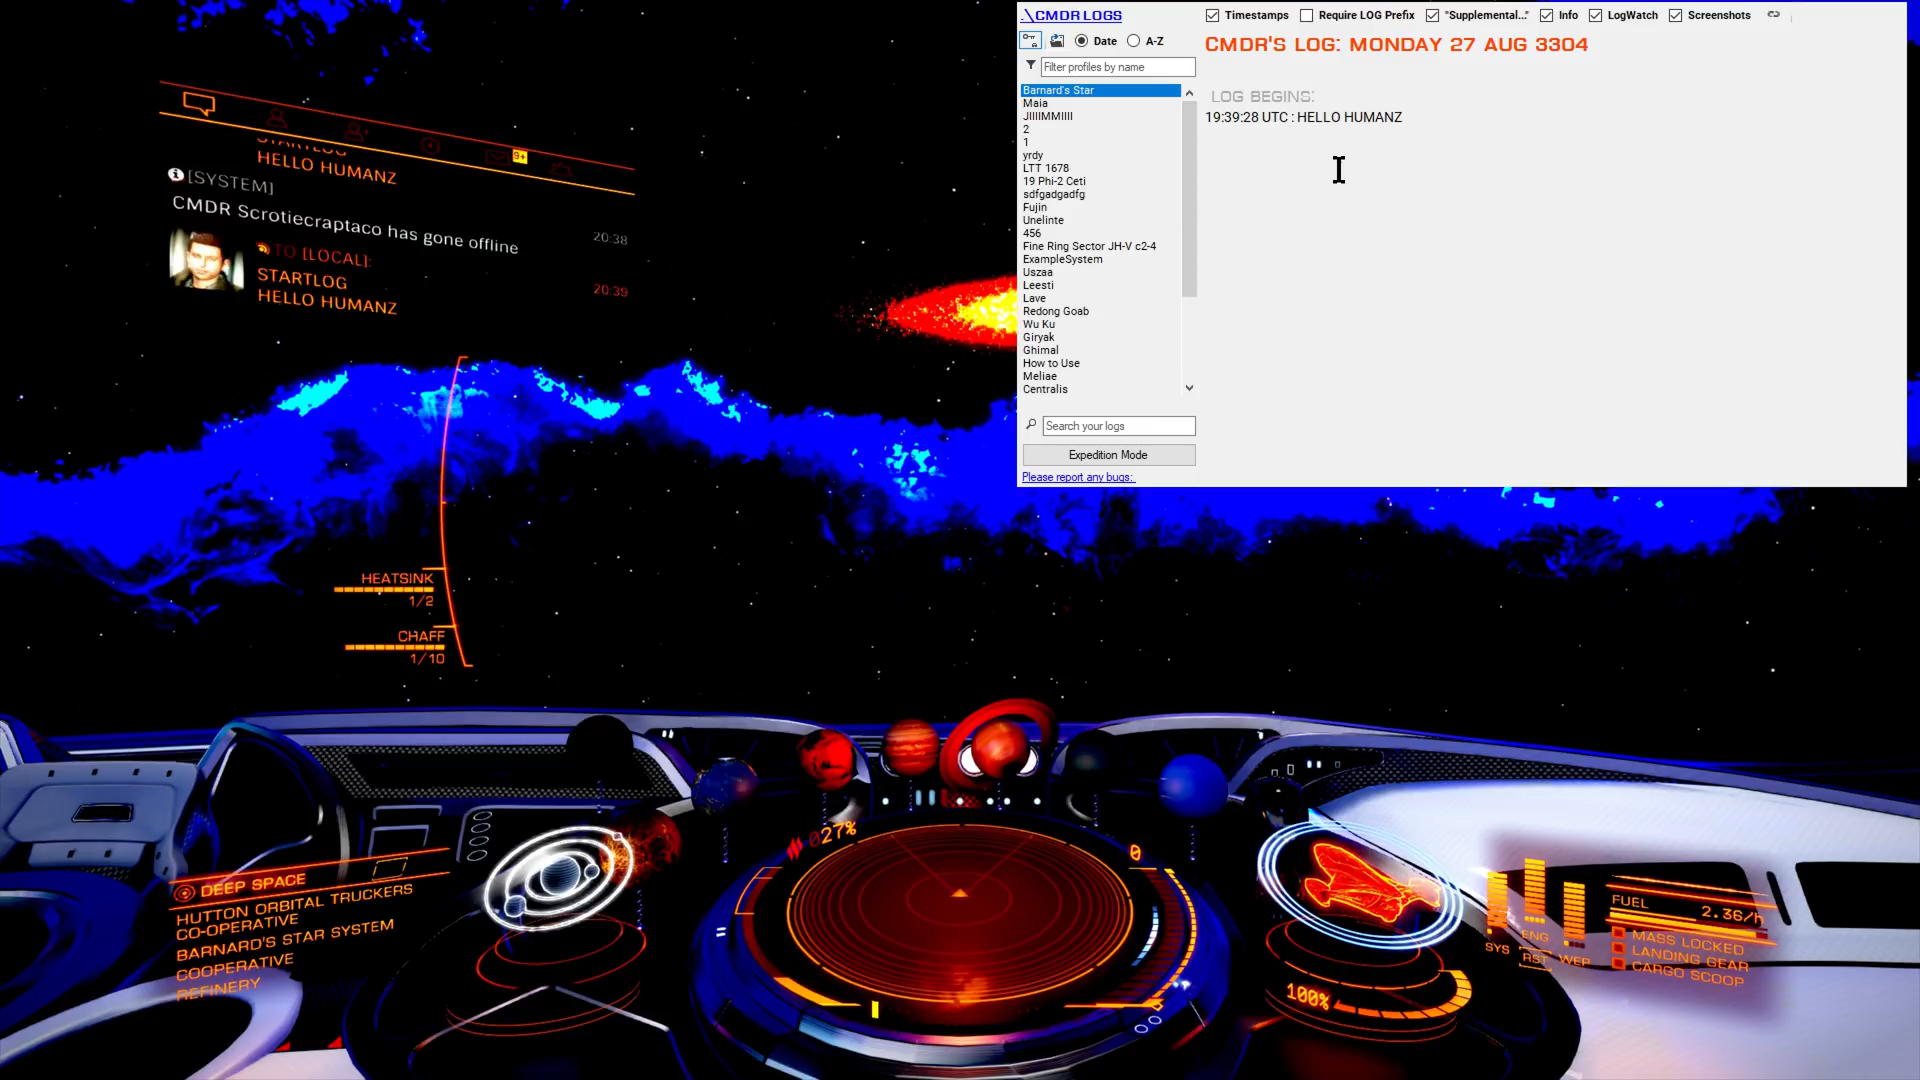 .\CMDR LOGS
Timestamps
Require LOG Prefix
"Supplemental..."
Info
LogWatch
Screenshots
Date
A-Z
CMDR'S LOG: MONDAY 27 AUG 3304
Filter profiles by name
LOG BEGINS:
19:39:28 UTC : HELLO HUMANZ
Barnard's Star
Maia
JIIIIMMIIII
2
1
yrdy
LTT 1678
19 Phi-2 Ceti
sdfgadgadfg
Fujin
Unelinte
456
Fine Ring Sector JH-V c2-4
ExampleSystem
Uszaa
Leesti
Lave
Redong Goab
Wu Ku
Giryak
Ghimal
How to Use
Meliae
Centralis
Search your logs
Expedition Mode
Please report any bugs:
9+
STARTLOG
HELLO HUMANZ
[SYSTEM]
CMDR Scrotiecraptaco has gone offline
20:38
TO [LOCAL]:
STARTLOG
HELLO HUMANZ
20:39
HEATSINK
1/2
CHAFF
1/10
027%
0
DEEP SPACE
HUTTON ORBITAL TRUCKERS
CO-OPERATIVE
BARNARD'S STAR SYSTEM
COOPERATIVE
REFINERY
100%
SYS
ENG
RST
WEP
FUEL
2.36/h
MASS LOCKED
LANDING GEAR
CARGO SCOOP